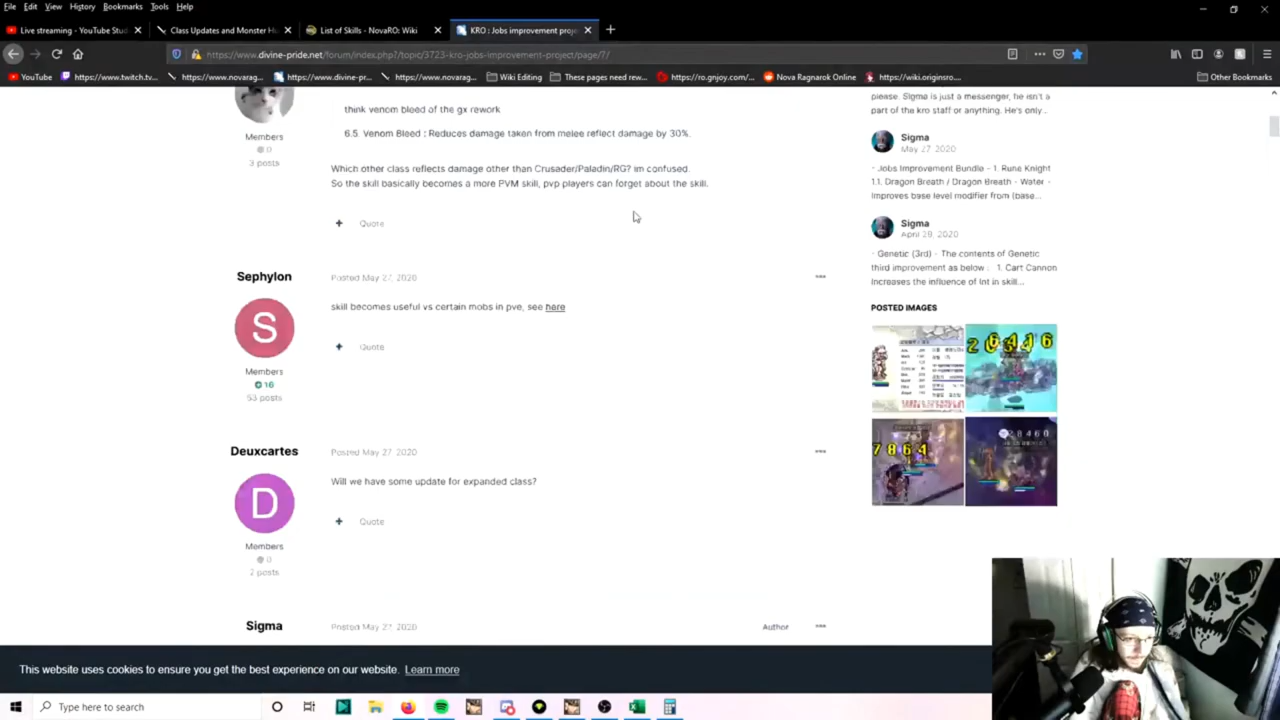 File Edit View History Bookmarks Tools Help
Live streaming - YouTube Stud
Class Updates and Monster Hu
List of Skills - NovaRO: Wiki
KRO : Jobs improvement proje
https://www.divine-pride.net/forum/index.php?/topic/3723-kro-jobs-improvement-project/page/7/
YouTube
https://www.twitch.tv...
https://www.novarag...
https://www.divine-pr...
https://www.novarag...
Wiki Editing
These pages need rew...
https://ro.gnjoy.com/...
Nova Ragnarok Online
https://wiki.originsro...
Other Bookmarks
Members
0
3 posts
think venom bleed of the gx rework
6.5. Venom Bleed : Reduces damage taken from melee reflect damage by 30%.
Which other class reflects damage other than Crusader/Paladin/RG? im confused.
So the skill basically becomes a more PVM skill, pvp players can forget about the skill.
Quote
Sephylon
Posted May 27, 2020
S
Members
16
53 posts
skill becomes useful vs certain mobs in pve, see here
Quote
Deuxcartes
Posted May 27, 2020
D
Members
0
2 posts
Will we have some update for expanded class?
Quote
Sigma
Posted May 27, 2020
Author
please. Sigma is just a messenger, he isn't a
part of the kro staff or anything. He's only .
Sigma
May 27, 2020
- Jobs Improvement Bundle - 1. Rune Knight
1.1. Dragon Breath / Dragon Breath - Water -
Improves base level modifier from (base...
Sigma
April 29, 2020
- Genetic (3rd) - The contents of Genetic
third improvement as below . 1. Cart Cannon
Increases the influence of Int in skill...
POSTED IMAGES
7864
28460
This website uses cookies to ensure you get the best experience on our website. Learn more
Type here to search